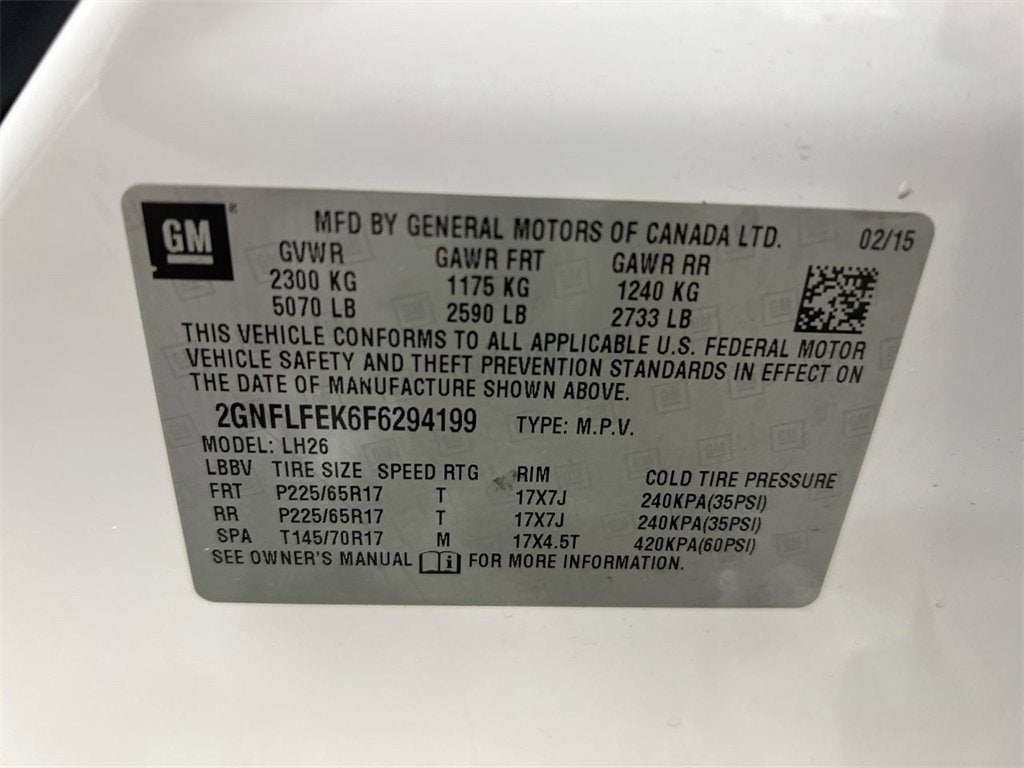 GM
MFD BY GENERAL MOTORS OF CANADA LTD. 02/15
GVWR GAWR FRT GAWR RR
2300 KG 1175 KG 1240 KG
5070 LB 2590 LB 2733 LB
THIS VEHICLE CONFORMS TO ALL APPLICABLE U.S. FEDERAL MOTOR
VEHICLE SAFETY AND THEFT PREVENTION STANDARDS IN EFFECT ON
THE DATE OF MANUFACTURE SHOWN ABOVE.
2GNFLFEK6F6294199 TYPE: M.P.V.
MODEL: LH26
LBBV TIRE SIZE SPEED RTG RIM COLD TIRE PRESSURE
FRT P225/65R17 T 17X7J 240KPA(35PSI)
RR P225/65R17 T 17X7J 240KPA(35PSI)
SPA T145/70R17 M 17X4.5T 420KPA(60PSI)
SEE OWNER'S MANUAL i FOR MORE INFORMATION.